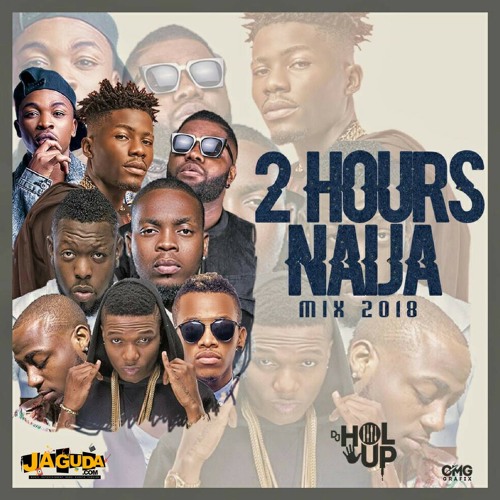 2 HOURS
NAIJA
MIX 2018
DJ HOL
UP
JAGUDA
.COM
CMG
GRAFIX